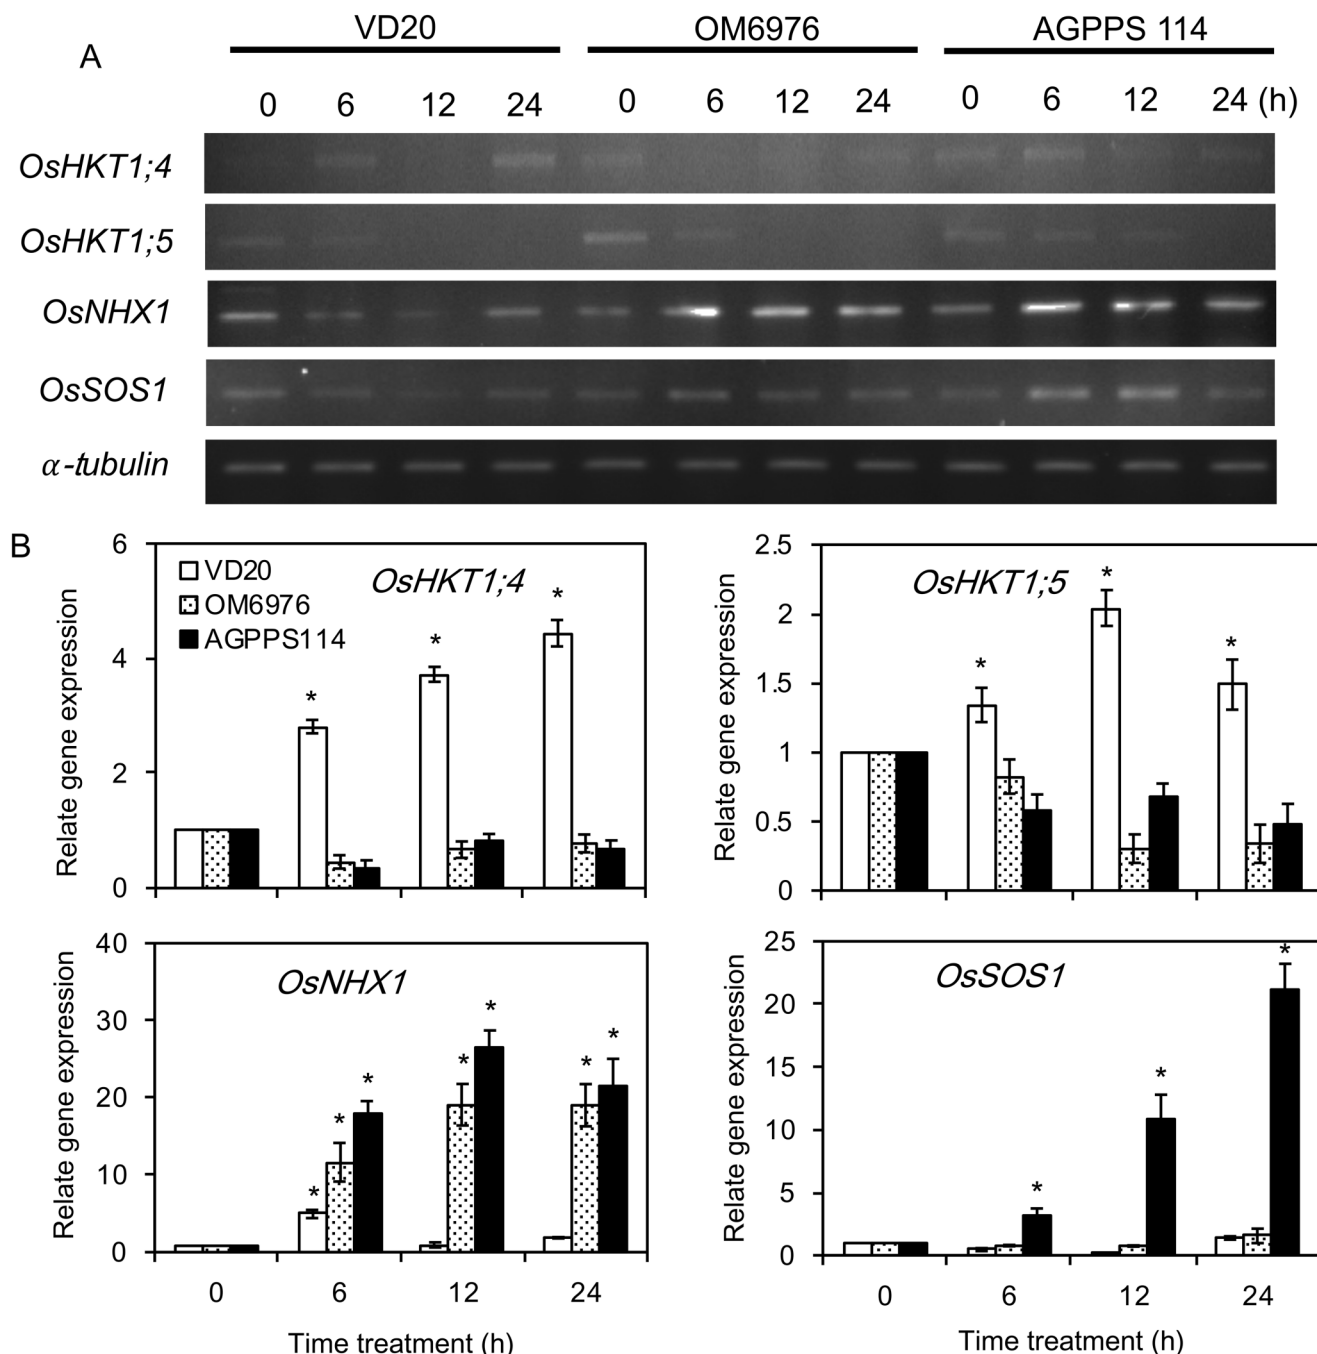 A
VD20 OM6976 AGPPS 114
0 6 12 24 0 6 12 24 0 6 12 24 (h)
OsHKT1;4
OsHKT1;5
OsNHX1
OsSOS1
α-tubulin
B
Relate gene expression
6
4
2
0
VD20
OM6976
AGPPS114
OsHKT1;4
*
*
*
Relate gene expression
2.5
2
1.5
1
0.5
0
OsHKT1;5
*
*
*
Relate gene expression
40
30
20
10
0
OsNHX1
*
*
*
*
*
*
*
0 6 12 24
Time treatment (h)
Relate gene expression
25
20
15
10
5
0
OsSOS1
*
*
*
0 6 12 24
Time treatment (h)